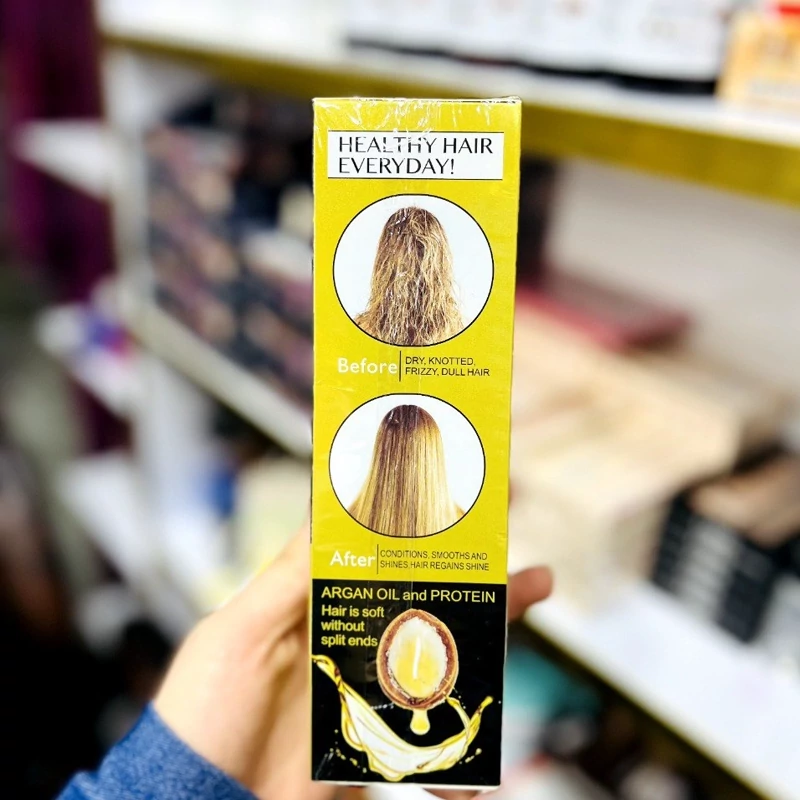 HEALTHY HAIR
EVERYDAY!
Before
DRY, KNOTTED,
FRIZZY, DULL HAIR
After
CONDITIONS, SMOOTHS AND
SHINES, HAIR REGAINS SHINE
ARGAN OIL and PROTEIN
Hair is soft
without
split ends